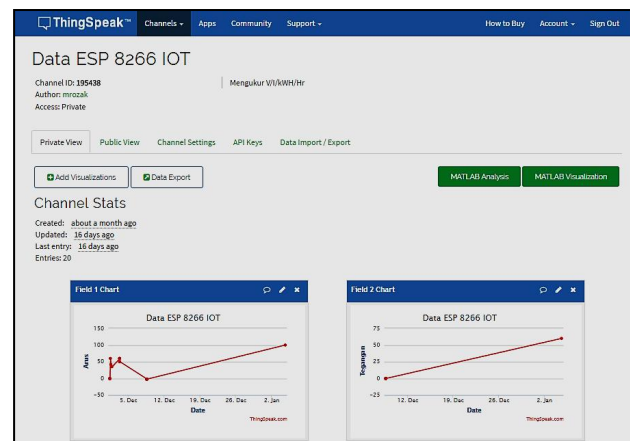 ThingSpeak™ Channels Apps Community Support How to Buy Account Sign Out
Data ESP 8266 IOT
Channel ID: 195438 Mengukur V/I/kWH/Hr
Author: mrozak
Access: Private
Private View Public View Channel Settings API Keys Data Import / Export
Add Visualizations Data Export MATLAB Analysis MATLAB Visualization
Channel Stats
Created: about a month ago
Updated: 16 days ago
Last entry: 16 days ago
Entries: 20
Field 1 Chart
Data ESP 8266 IOT
150
100
50
0
-50
Arus
5. Dec 12. Dec 19. Dec 26. Dec 2. Jan
Date
ThingSpeak.com
Field 2 Chart
Data ESP 8266 IOT
75
50
25
0
-25
Tegangan
12. Dec 19. Dec 26. Dec 2. Jan
Date
ThingSpeak.com